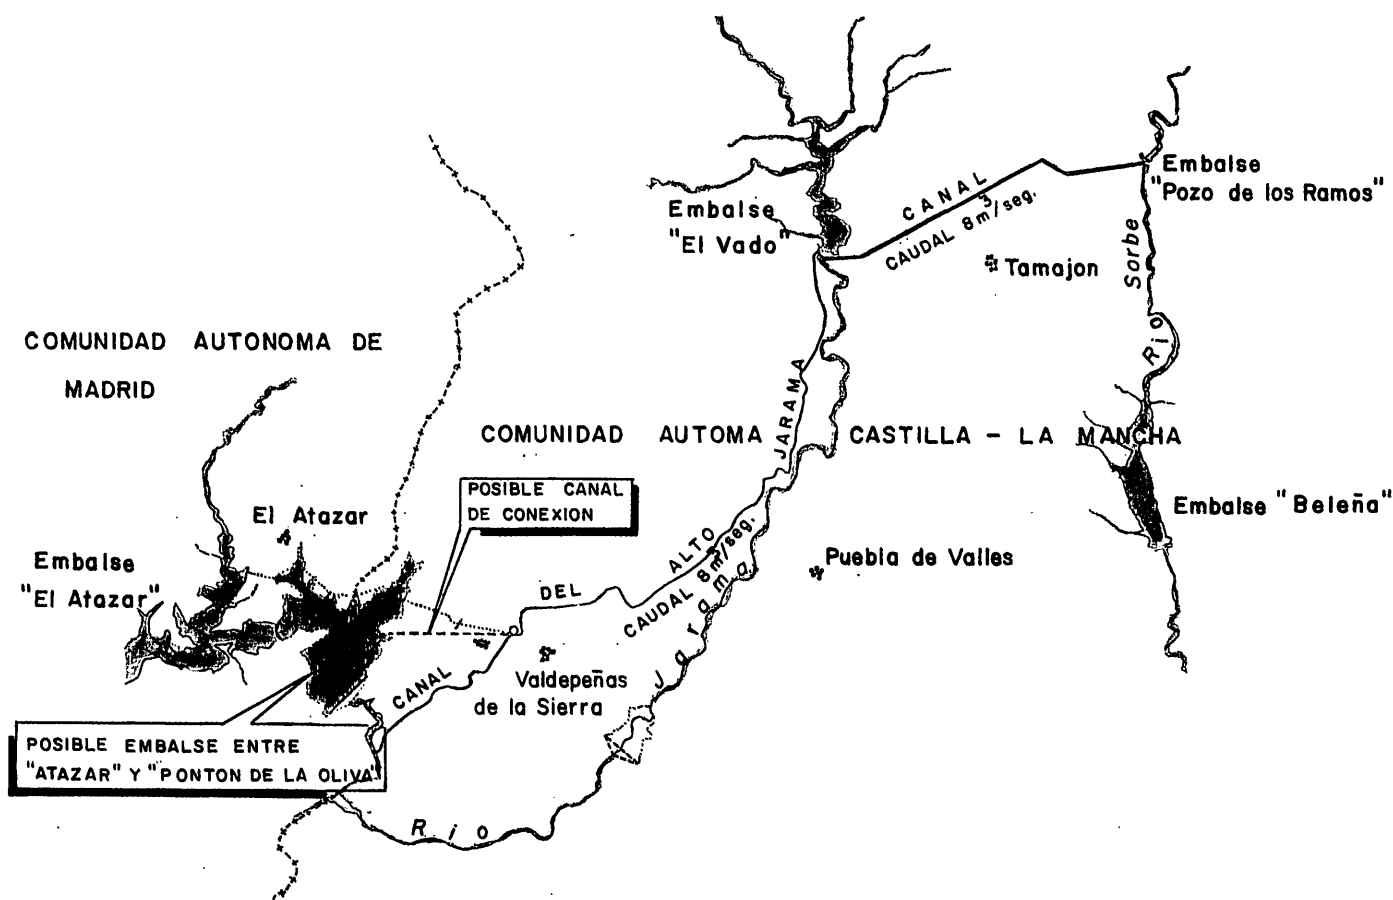 Embalse
"Pozo de los Ramos"
CANAL
CAUDAL 8m³/seg.
Embalse
"El Vado"
Tamajon
Rio Sorbe
COMUNIDAD AUTONOMA DE
MADRID
COMUNIDAD AUTOMA CASTILLA - LA MANCHA
POSIBLE CANAL
DE CONEXION
El Atazar
Embalse "Beleña"
Embalse
"El Atazar"
Puebla de Valles
CANAL DEL ALTO JARAMA
CAUDAL 8m³/seg.
Valdepeñas
de la Sierra
POSIBLE EMBALSE ENTRE
"ATAZAR" Y "PONTON DE LA OLIVA"
Rio Jarama